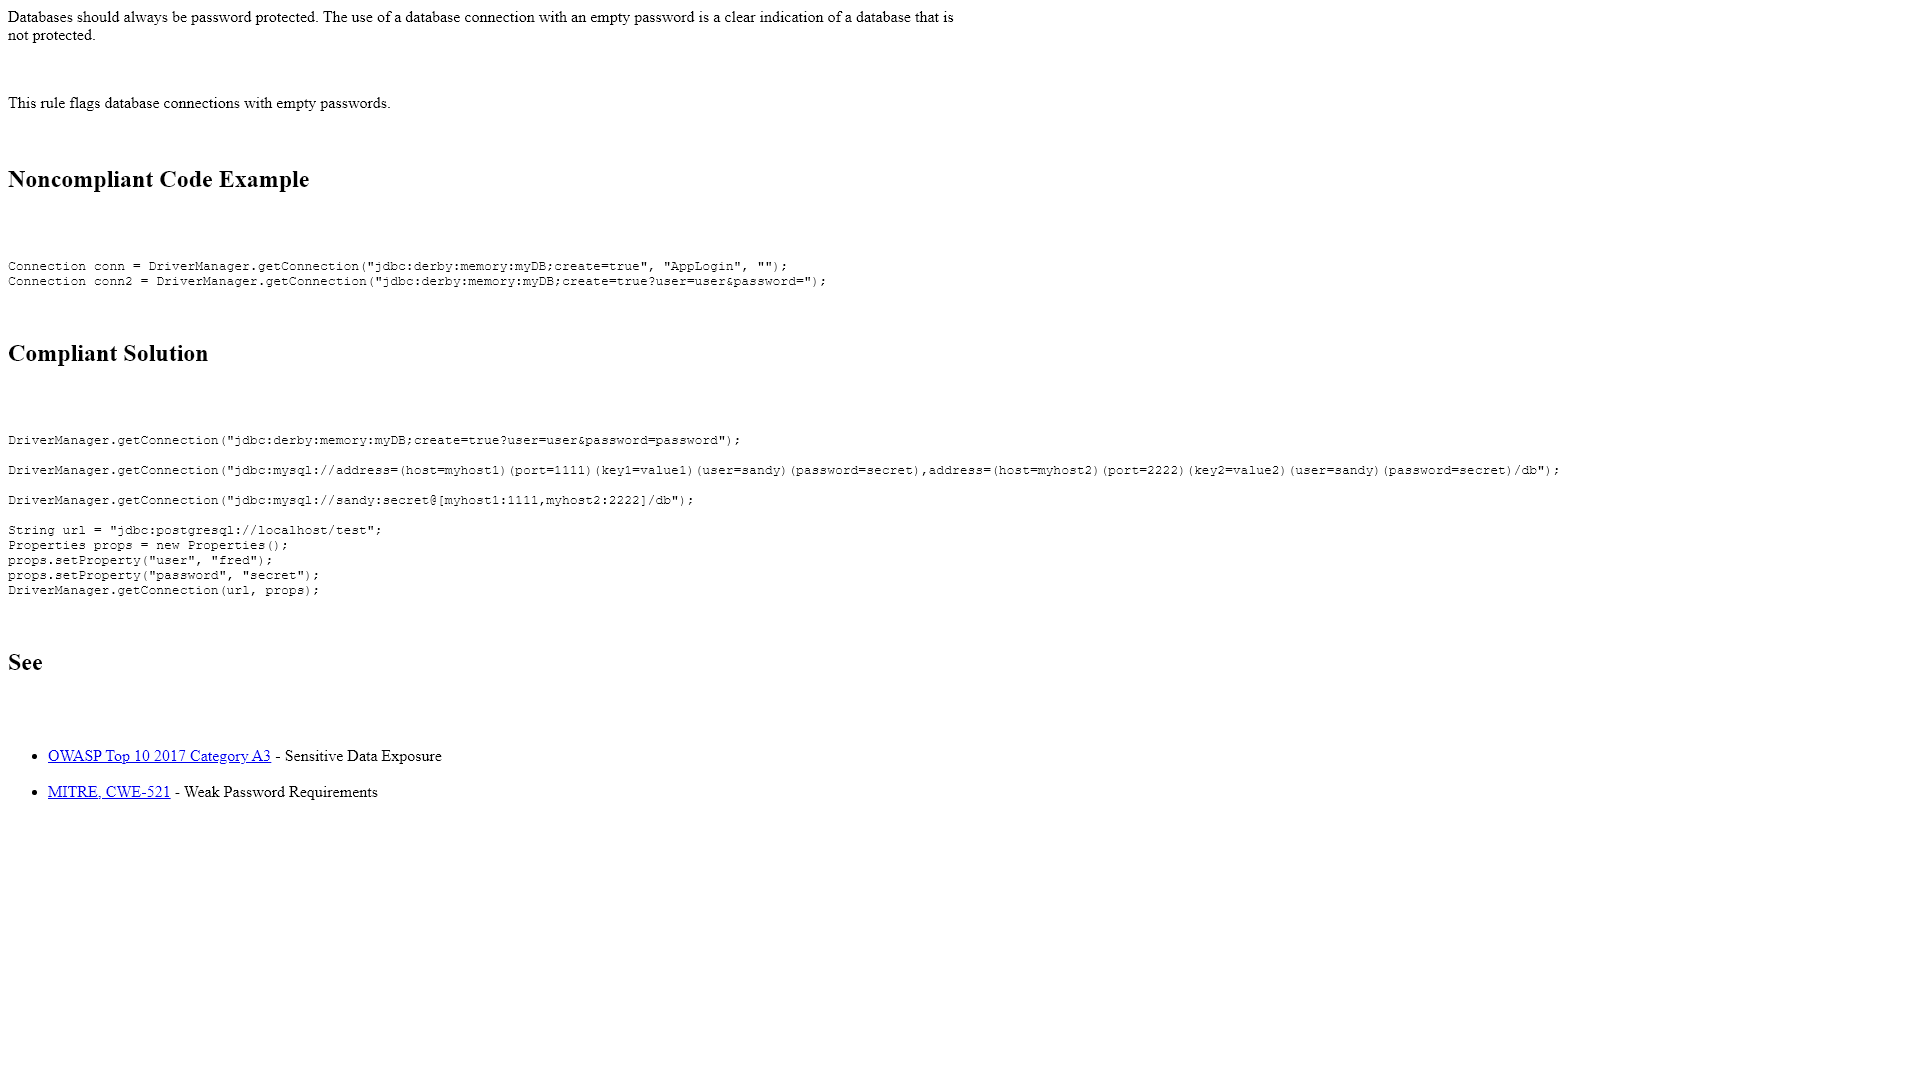 Databases should always be password protected. The use of a database connection with an empty password is a clear indication of a database that is
not protected.
This rule flags database connections with empty passwords.
Noncompliant Code Example
Connection conn = DriverManager.getConnection("jdbc:derby:memory:myDB;create=true", "AppLogin", "");
Connection conn2 = DriverManager.getConnection("jdbc:derby:memory:myDB;create=true?user=user&password=");
Compliant Solution
DriverManager.getConnection("jdbc:derby:memory:myDB;create=true?user=user&password=password");
DriverManager.getConnection("jdbc:mysql://address=(host=myhost1)(port=1111)(key1=value1)(user=sandy)(password=secret),address=(host=myhost2)(port=2222)(key2=value2)(user=sandy)(password=secret)/db");
DriverManager.getConnection("jdbc:mysql://sandy:secret@[myhost1:1111,myhost2:2222]/db");
String url = "jdbc:postgresql://localhost/test";
Properties props = new Properties();
props.setProperty("user", "fred");
props.setProperty("password", "secret");
DriverManager.getConnection(url, props);
See
• OWASP Top 10 2017 Category A3 - Sensitive Data Exposure
• MITRE, CWE-521 - Weak Password Requirements